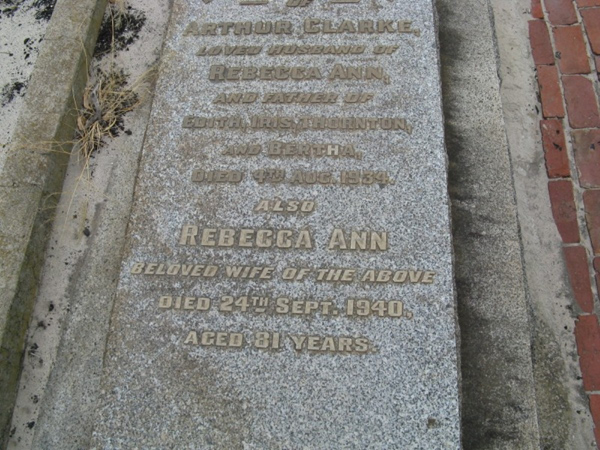 OF
ARTHUR CLARKE,
LOVED HUSBAND OF
REBECCA ANN,
AND FATHER OF
EDITH, IRIS, THORNTON,
AND BERTHA,
DIED 4TH AUG. 1934.
ALSO
REBECCA ANN
BELOVED WIFE OF THE ABOVE
DIED 24TH SEPT. 1940,
AGED 81 YEARS.